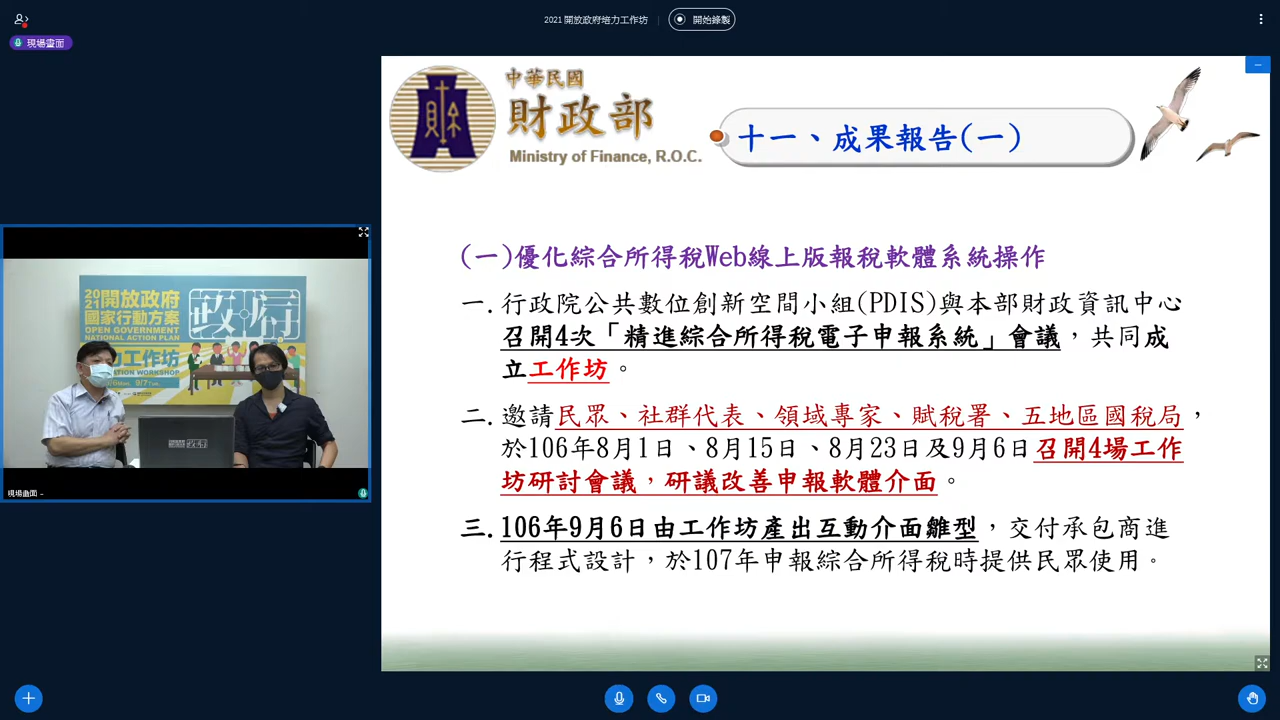 2021 開放政府培力工作坊
開始錄製
現場畫面
中華民國
財政部
Ministry of Finance, R.O.C.
十一、成果報告(一)
(一)優化綜合所得稅Web線上版報稅軟體系統操作
一. 行政院公共數位創新空間小組(PDIS)與本部財政資訊中心
召開4次「精進綜合所得稅電子申報系統」會議，共同成
立工作坊。
二. 邀請民眾、社群代表、領域專家、賦稅署、五地區國稅局，
於106年8月1日、8月15日、8月23日及9月6日召開4場工作
坊研討會議，研議改善申報軟體介面。
三. 106年9月6日由工作坊產出互動介面雛型，交付承包商進
行程式設計，於107年申報綜合所得稅時提供民眾使用。
2021開放政府
國家行動方案
OPEN GOVERNMENT
NATIONAL ACTION PLAN
力工作坊
WORKSHOP
現場畫面